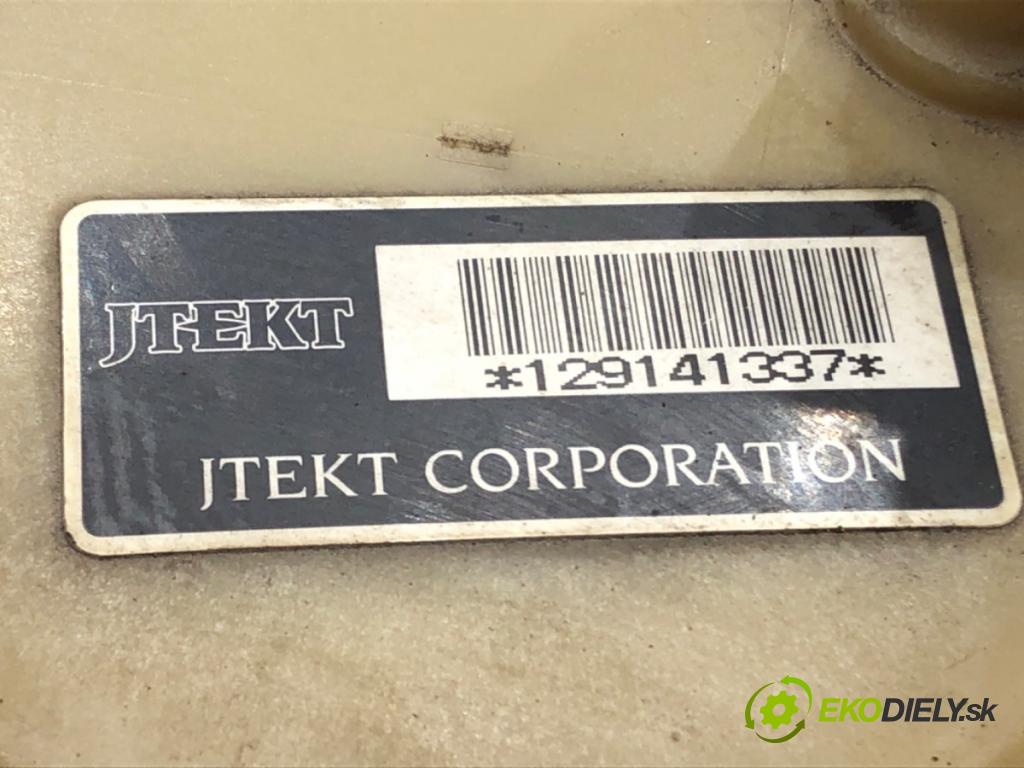 JTEKT
*129141337*
JTEKT CORPORATION
EKODIELY.sk